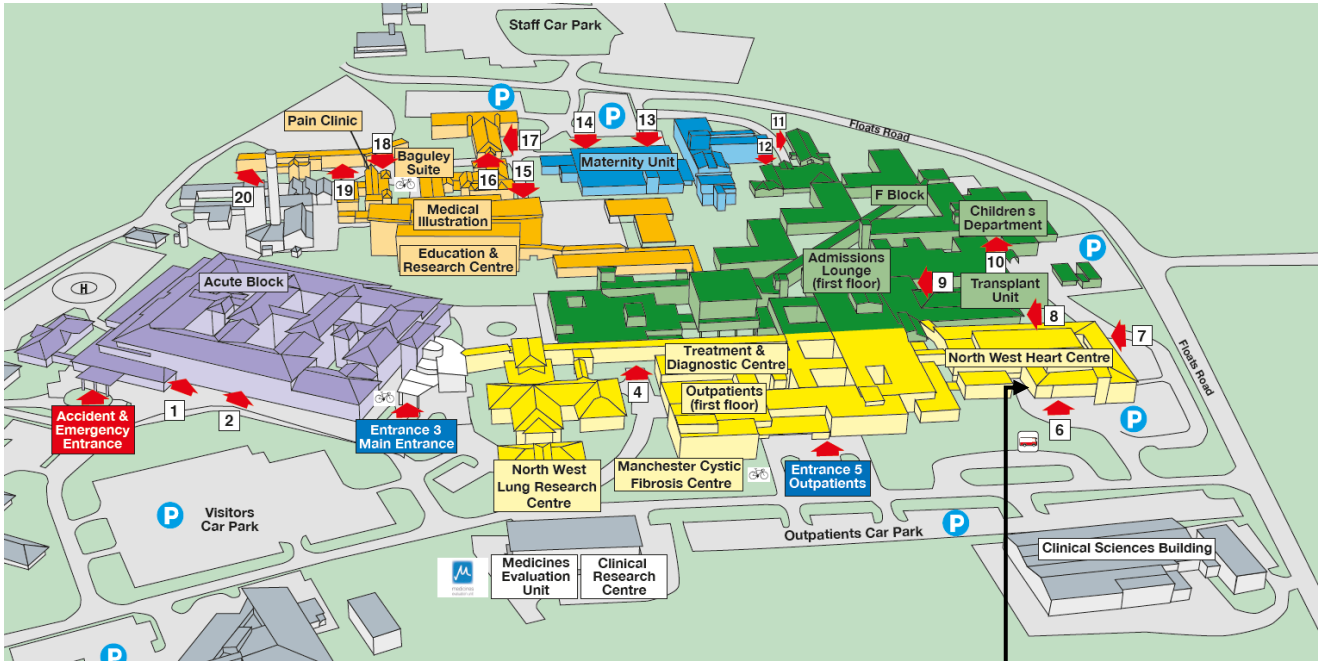 Staff Car Park
P
P
11
Floats Road
Pain Clinic
18
17
14
13
12
Baguley
Suite
Maternity Unit
20
19
16
15
F Block
Medical
Illustration
Children s
Department
P
Education &
Research Centre
Admissions
Lounge
(first floor)
10
9
Transplant
Unit
H
Acute Block
8
7
Floats Road
Treatment &
Diagnostic Centre
North West Heart Centre
4
Outpatients
(first floor)
1
2
6
P
Accident &
Emergency
Entrance
Entrance 3
Main Entrance
North West
Lung Research
Centre
Manchester Cystic
Fibrosis Centre
Entrance 5
Outpatients
P
Visitors
Car Park
Outpatients Car Park
P
Clinical Sciences Building
Medicines
Evaluation
Unit
Clinical
Research
Centre
P